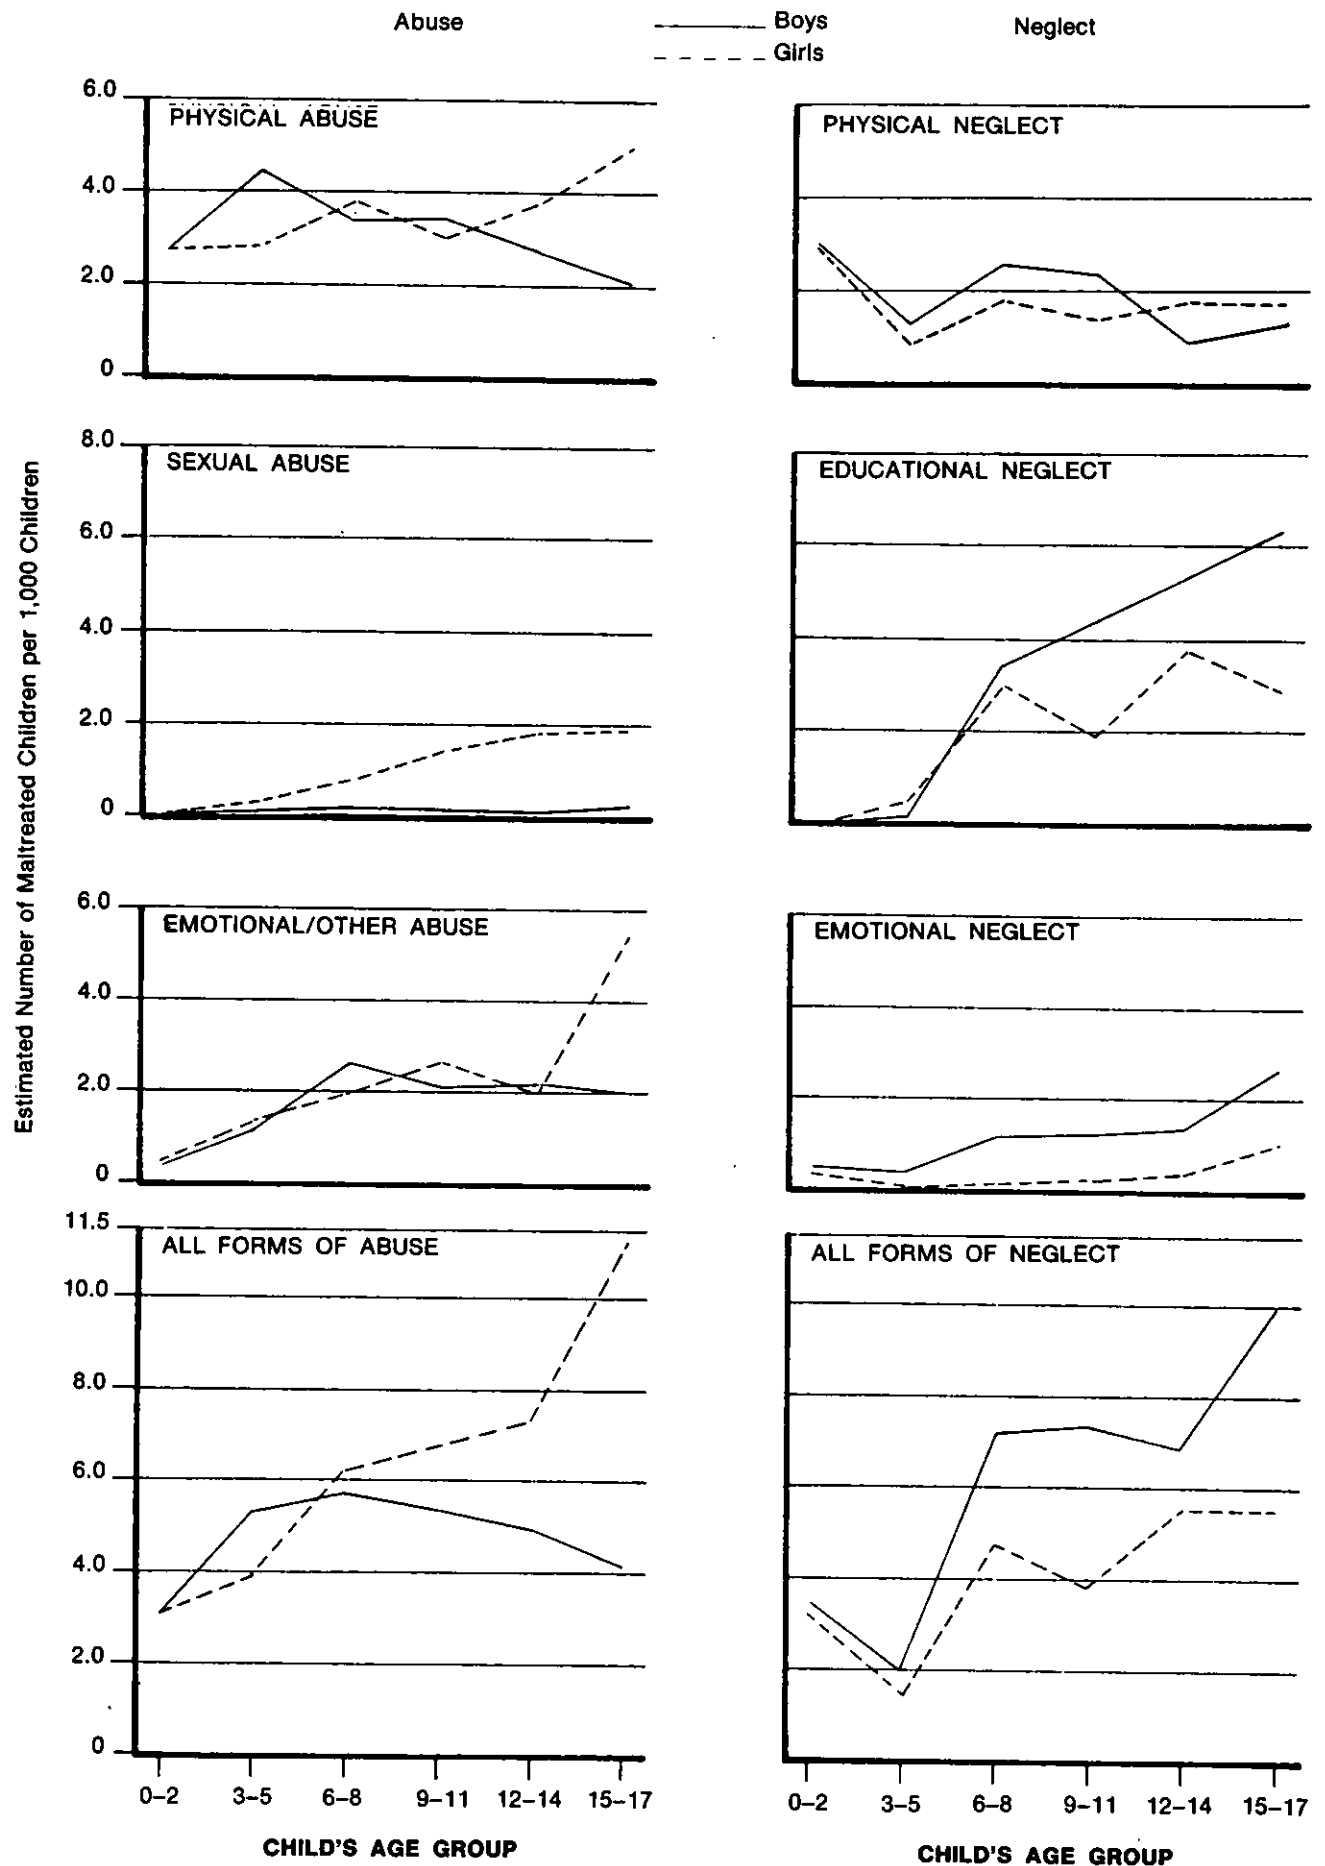 Abuse
Boys
Girls
Neglect
Estimated Number of Maltreated Children per 1,000 Children
6.0
4.0
2.0
0
PHYSICAL ABUSE
PHYSICAL NEGLECT
8.0
6.0
4.0
2.0
0
SEXUAL ABUSE
EDUCATIONAL NEGLECT
6.0
4.0
2.0
0
EMOTIONAL/OTHER ABUSE
EMOTIONAL NEGLECT
11.5
10.0
8.0
6.0
4.0
2.0
0
ALL FORMS OF ABUSE
ALL FORMS OF NEGLECT
0–2 3–5 6–8 9–11 12–14 15–17
0–2 3–5 6–8 9–11 12–14 15–17
CHILD'S AGE GROUP
CHILD'S AGE GROUP